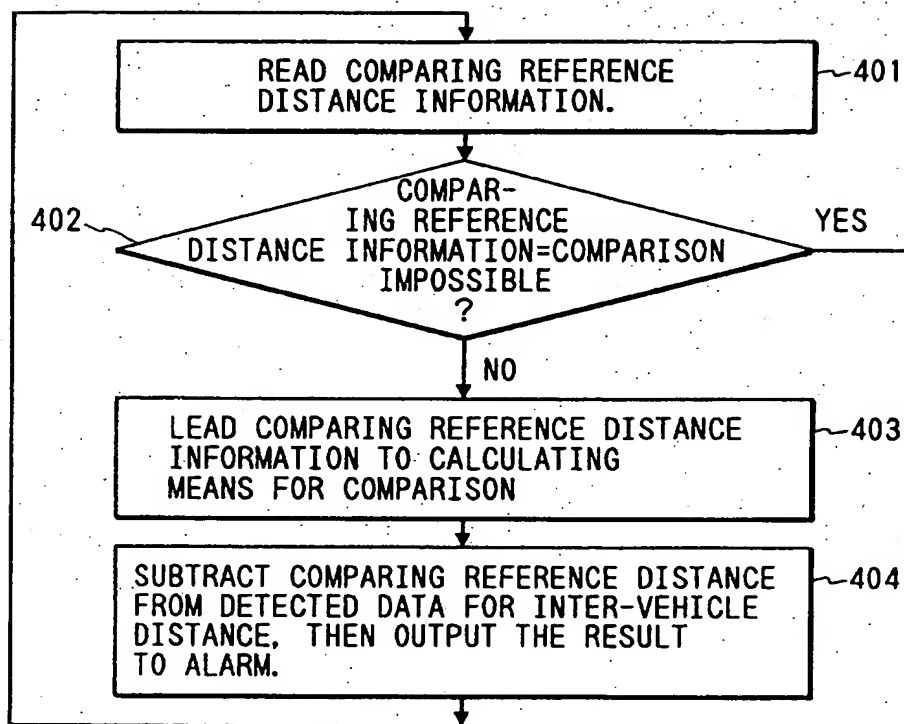 READ COMPARING REFERENCE
DISTANCE INFORMATION.
401
COMPAR-
ING REFERENCE
DISTANCE INFORMATION=COMPARISON
IMPOSSIBLE
?
402
YES
NO
LEAD COMPARING REFERENCE DISTANCE
INFORMATION TO CALCULATING
MEANS FOR COMPARISON
403
SUBTRACT COMPARING REFERENCE DISTANCE
FROM DETECTED DATA FOR INTER-VEHICLE
DISTANCE, THEN OUTPUT THE RESULT
TO ALARM.
404